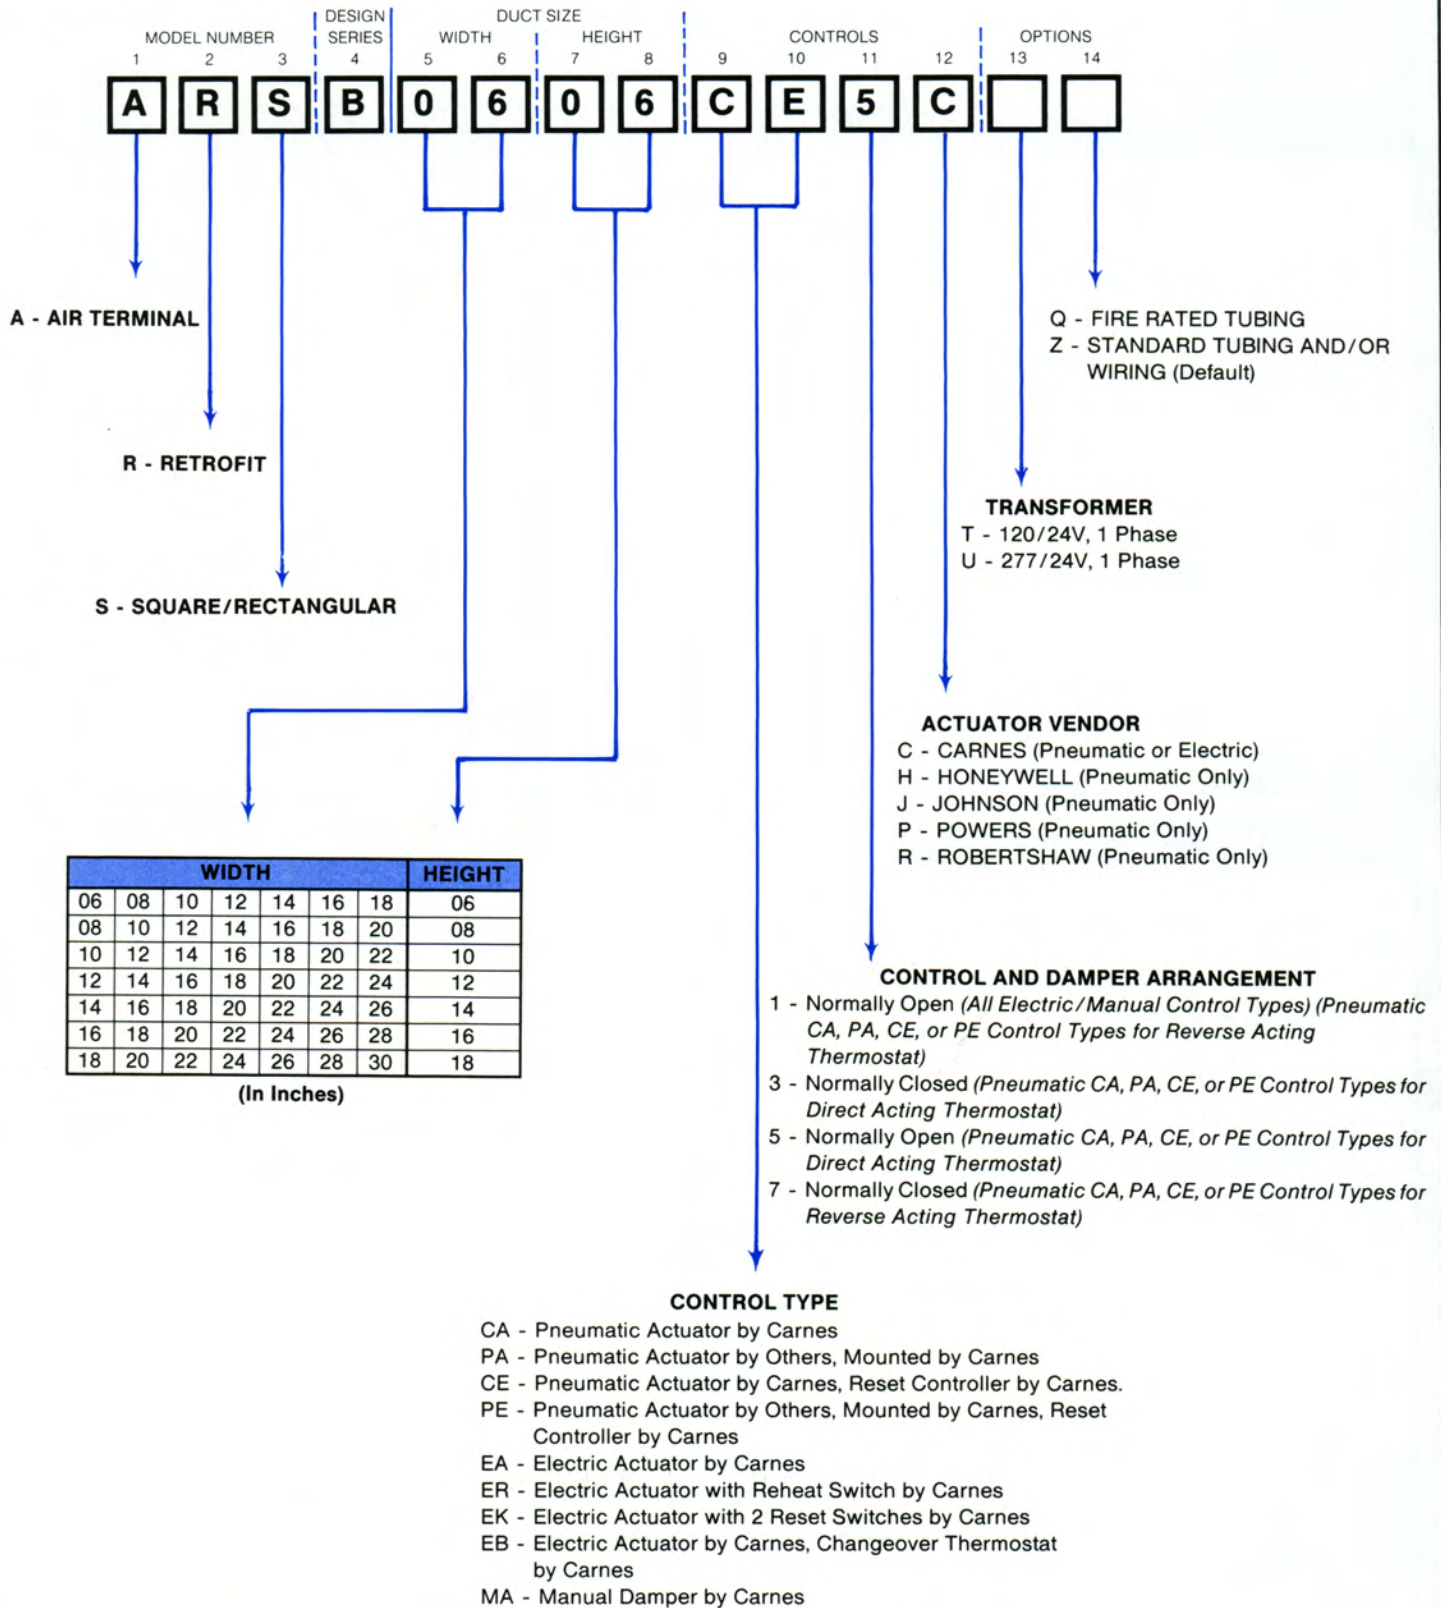 DESIGN DUCT SIZE
MODEL NUMBER SERIES WIDTH HEIGHT CONTROLS OPTIONS
1 2 3 4 5 6 7 8 9 10 11 12 13 14
A R S B 0 6 0 6 C E 5 C
A - AIR TERMINAL
R - RETROFIT
S - SQUARE/RECTANGULAR
Q - FIRE RATED TUBING
Z - STANDARD TUBING AND/OR
WIRING (Default)
TRANSFORMER
T - 120/24V, 1 Phase
U - 277/24V, 1 Phase
ACTUATOR VENDOR
C - CARNES (Pneumatic or Electric)
H - HONEYWELL (Pneumatic Only)
J - JOHNSON (Pneumatic Only)
P - POWERS (Pneumatic Only)
R - ROBERTSHAW (Pneumatic Only)
WIDTH HEIGHT
06 08 10 12 14 16 18 06
08 10 12 14 16 18 20 08
10 12 14 16 18 20 22 10
12 14 16 18 20 22 24 12
14 16 18 20 22 24 26 14
16 18 20 22 24 26 28 16
18 20 22 24 26 28 30 18
(In Inches)
CONTROL AND DAMPER ARRANGEMENT
1 - Normally Open (All Electric/Manual Control Types) (Pneumatic
CA, PA, CE, or PE Control Types for Reverse Acting
Thermostat)
3 - Normally Closed (Pneumatic CA, PA, CE, or PE Control Types for
Direct Acting Thermostat)
5 - Normally Open (Pneumatic CA, PA, CE, or PE Control Types for
Direct Acting Thermostat)
7 - Normally Closed (Pneumatic CA, PA, CE, or PE Control Types for
Reverse Acting Thermostat)
CONTROL TYPE
CA - Pneumatic Actuator by Carnes
PA - Pneumatic Actuator by Others, Mounted by Carnes
CE - Pneumatic Actuator by Carnes, Reset Controller by Carnes.
PE - Pneumatic Actuator by Others, Mounted by Carnes, Reset
Controller by Carnes
EA - Electric Actuator by Carnes
ER - Electric Actuator with Reheat Switch by Carnes
EK - Electric Actuator with 2 Reset Switches by Carnes
EB - Electric Actuator by Carnes, Changeover Thermostat
by Carnes
MA - Manual Damper by Carnes